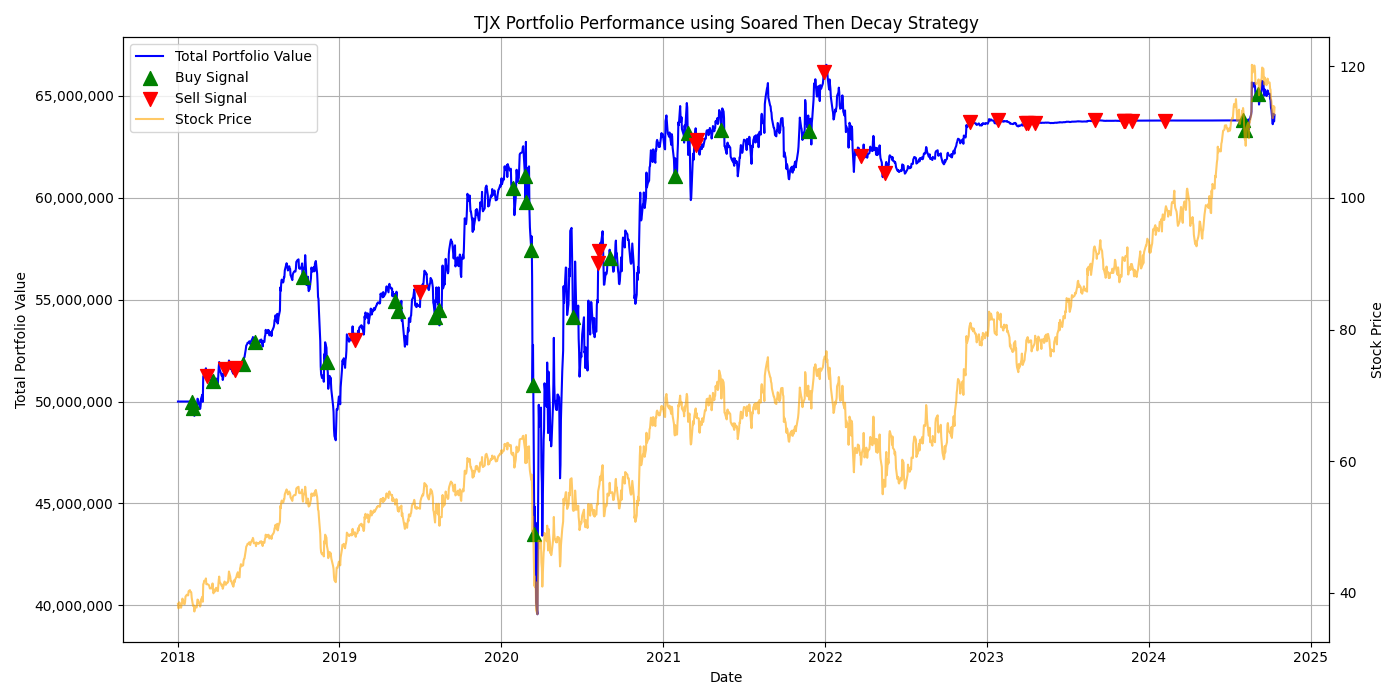 TJX Portfolio Performance using Soared Then Decay Strategy
Total Portfolio Value
Buy Signal
Sell Signal
Stock Price
65,000,000
60,000,000
55,000,000
50,000,000
45,000,000
40,000,000
Total Portfolio Value
120
100
80
60
40
Stock Price
2018
2019
2020
2021
2022
2023
2024
2025
Date